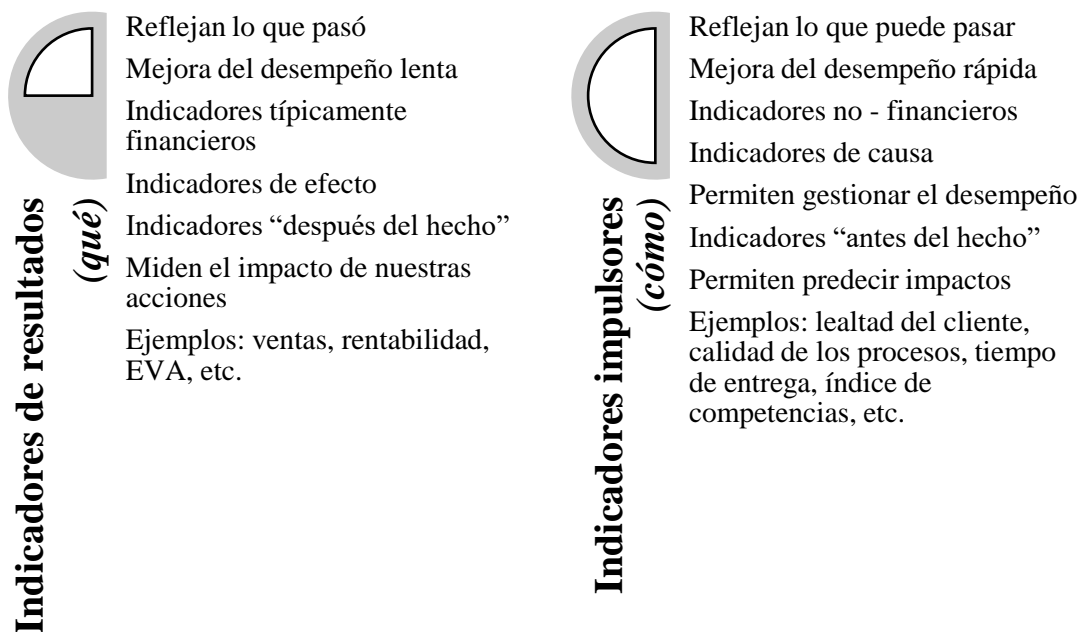 Indicadores de resultados
(qué)
Reflejan lo que pasó
Mejora del desempeño lenta
Indicadores típicamente
financieros
Indicadores de efecto
Indicadores “después del hecho”
Miden el impacto de nuestras
acciones
Ejemplos: ventas, rentabilidad,
EVA, etc.
Indicadores impulsores
(cómo)
Reflejan lo que puede pasar
Mejora del desempeño rápida
Indicadores no - financieros
Indicadores de causa
Permiten gestionar el desempeño
Indicadores “antes del hecho”
Permiten predecir impactos
Ejemplos: lealtad del cliente,
calidad de los procesos, tiempo
de entrega, índice de
competencias, etc.